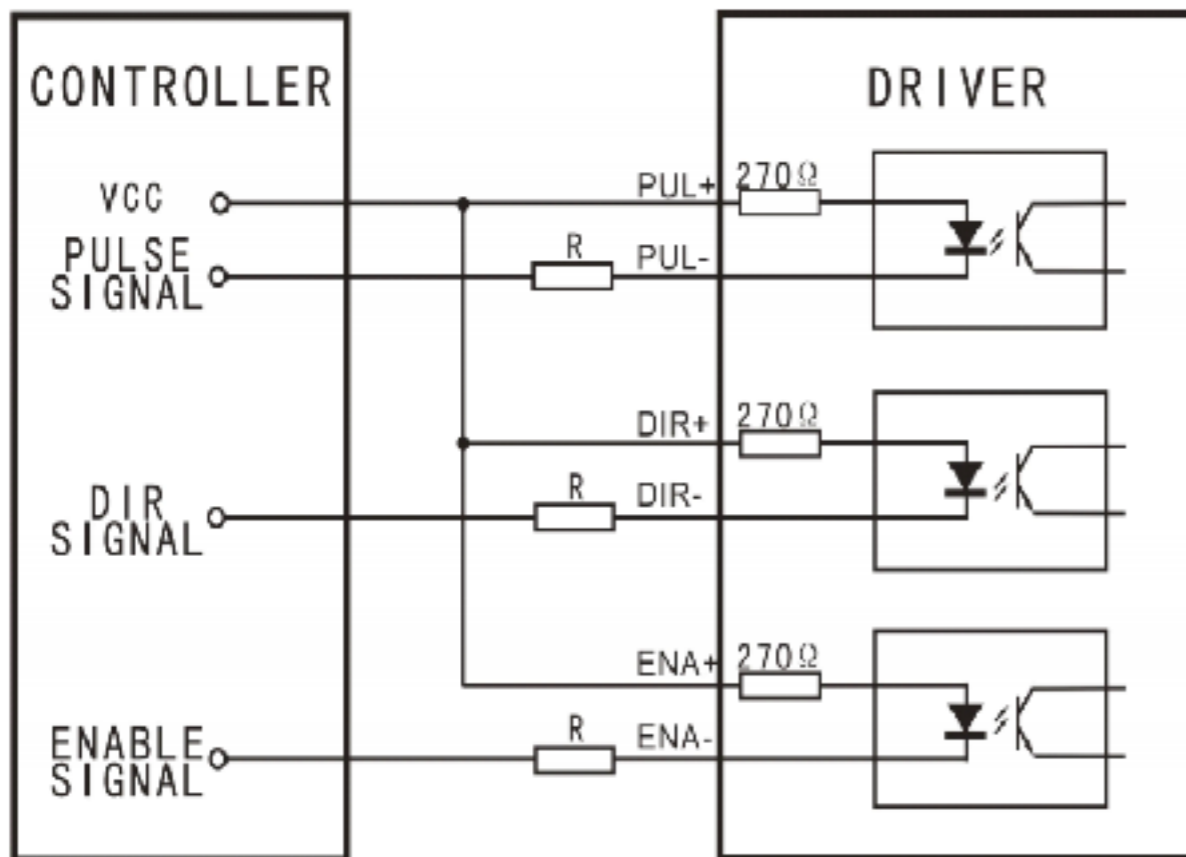 CONTROLLER
DRIVER
VCC
PUL+
270Ω
PULSE
SIGNAL
R
PUL-
DIR+
270Ω
DIR
SIGNAL
R
DIR-
ENA+
270Ω
ENABLE
SIGNAL
R
ENA-